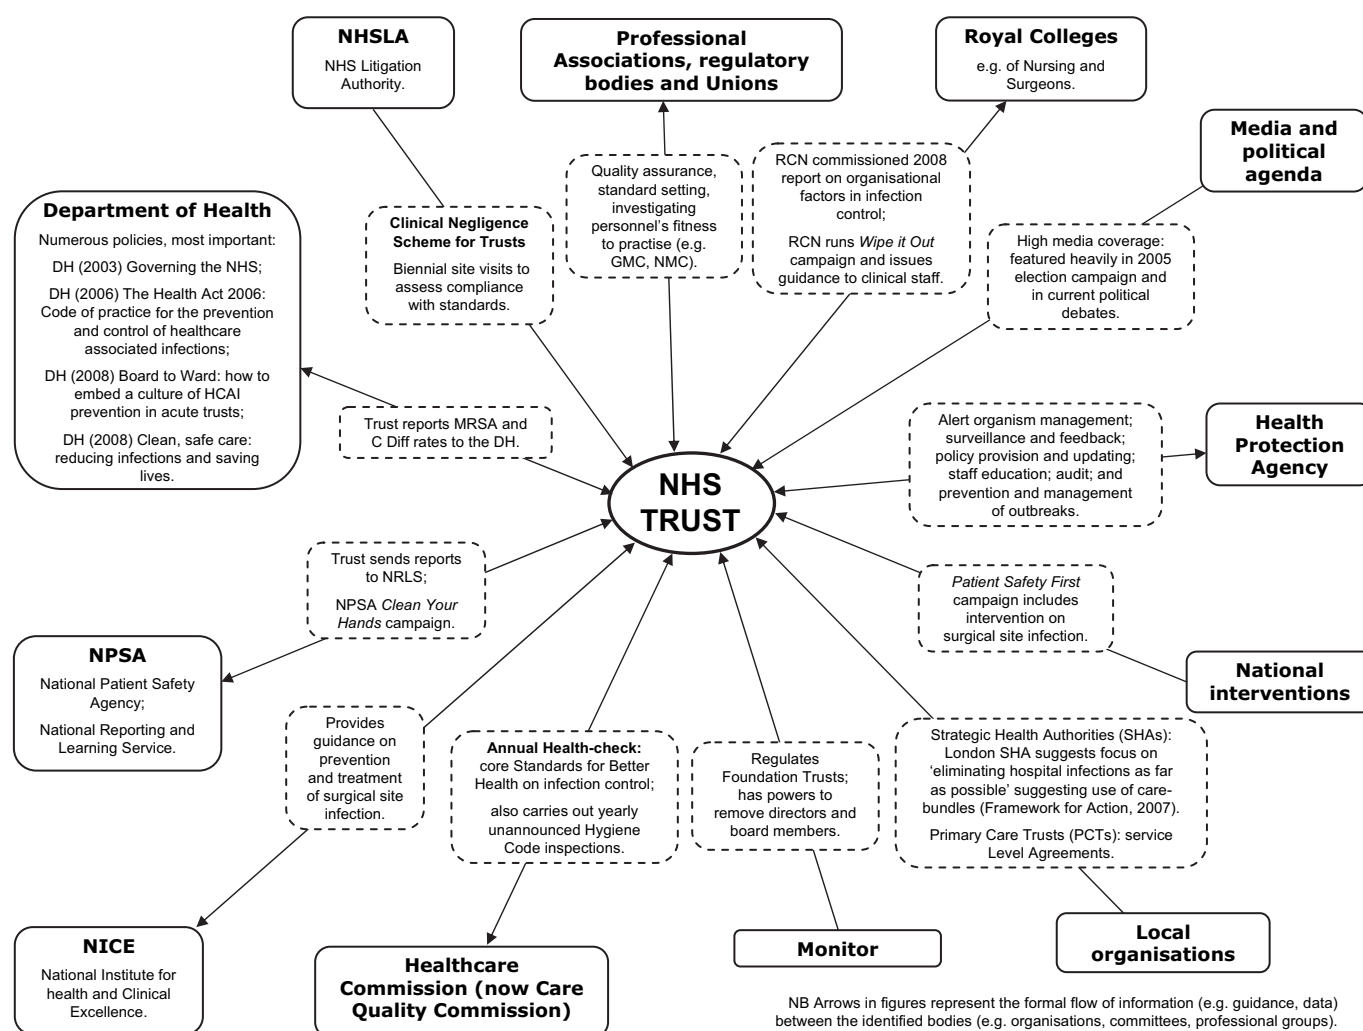 NHSLA
NHS Litigation
Authority.
Professional
Associations, regulatory
bodies and Unions
Royal Colleges
e.g. of Nursing and
Surgeons.
Media and
political
agenda
Department of Health
Numerous policies, most important:
DH (2003) Governing the NHS;
DH (2006) The Health Act 2006:
Code of practice for the prevention
and control of healthcare
associated infections;
DH (2008) Board to Ward: how to
embed a culture of HCAI
prevention in acute trusts;
DH (2008) Clean, safe care:
reducing infections and saving
lives.
Clinical Negligence
Scheme for Trusts
Biennial site visits to
assess compliance
with standards.
Quality assurance,
standard setting,
investigating
personnel's fitness
to practise (e.g.
GMC, NMC).
RCN commissioned 2008
report on organisational
factors in infection
control;
RCN runs Wipe it Out
campaign and issues
guidance to clinical staff.
High media coverage:
featured heavily in 2005
election campaign and
in current political
debates.
Trust reports MRSA and
C Diff rates to the DH.
NHS
TRUST
Alert organism management;
surveillance and feedback;
policy provision and updating;
staff education; audit; and
prevention and management
of outbreaks.
Health
Protection
Agency
Trust sends reports
to NRLS;
NPSA Clean Your
Hands campaign.
Patient Safety First
campaign includes
intervention on
surgical site infection.
NPSA
National Patient Safety
Agency;
National Reporting and
Learning Service.
National
interventions
Provides
guidance on
prevention
and treatment
of surgical site
infection.
Annual Health-check:
core Standards for Better
Health on infection control;
also carries out yearly
unannounced Hygiene
Code inspections.
Regulates
Foundation Trusts;
has powers to
remove directors and
board members.
Strategic Health Authorities (SHAs):
London SHA suggests focus on
‘eliminating hospital infections as far
as possible’ suggesting use of care-
bundles (Framework for Action, 2007).
Primary Care Trusts (PCTs): service
Level Agreements.
NICE
National Institute for
health and Clinical
Excellence.
Healthcare
Commission (now Care
Quality Commission)
Monitor
Local
organisations
NB Arrows in figures represent the formal flow of information (e.g. guidance, data)
between the identified bodies (e.g. organisations, committees, professional groups).